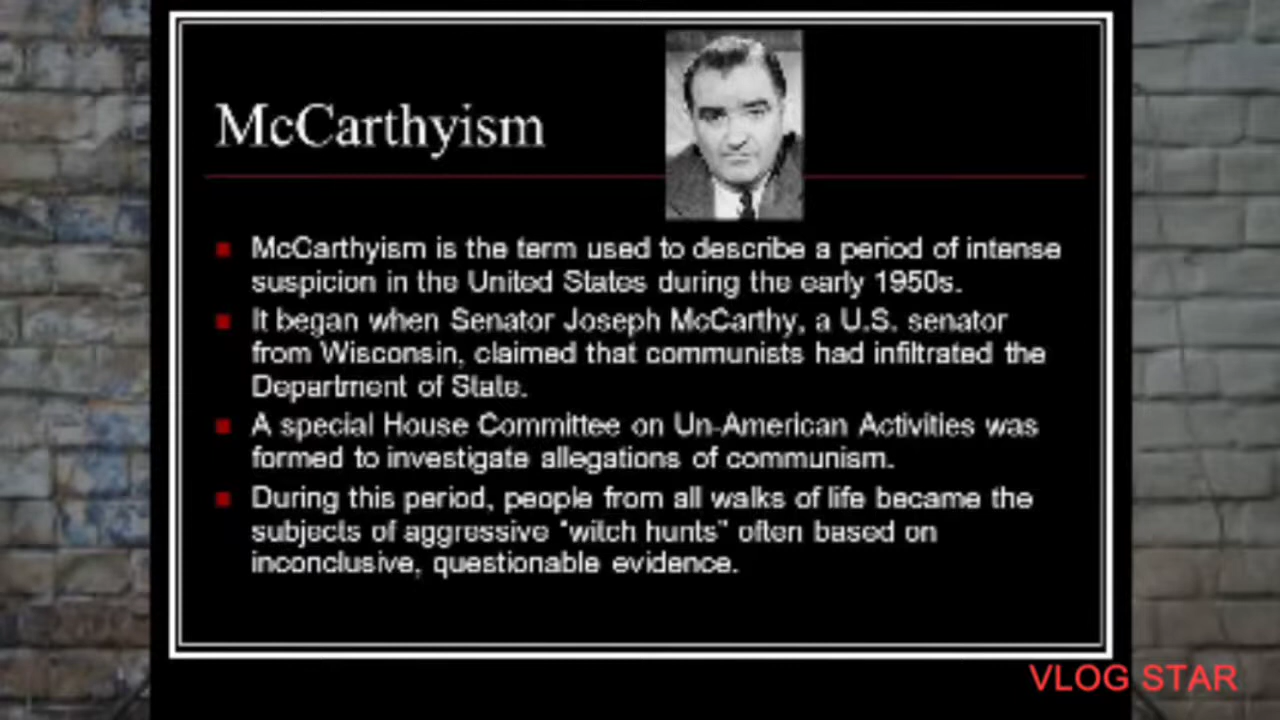 McCarthyism
McCarthyism is the term used to describe a period of intense
suspicion in the United States during the early 1950s.
It began when Senator Joseph McCarthy, a U.S. senator
from Wisconsin, claimed that communists had infiltrated the
Department of State.
A special House Committee on Un-American Activities was
formed to investigate allegations of communism.
During this period, people from all walks of life became the
subjects of aggressive "witch hunts" often based on
inconclusive, questionable evidence.
VLOG STAR